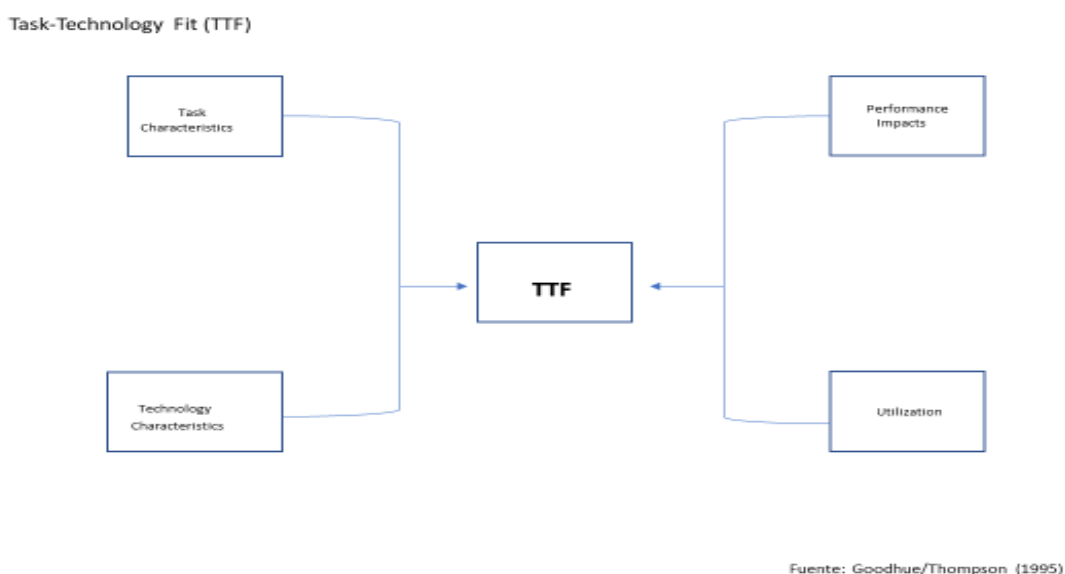 Task-Technology Fit (TTF)
Task
Characteristics
Performance
Impacts
TTF
Technology
Characteristics
Utilization
Fuente: Goodhue/Thompson (1995)